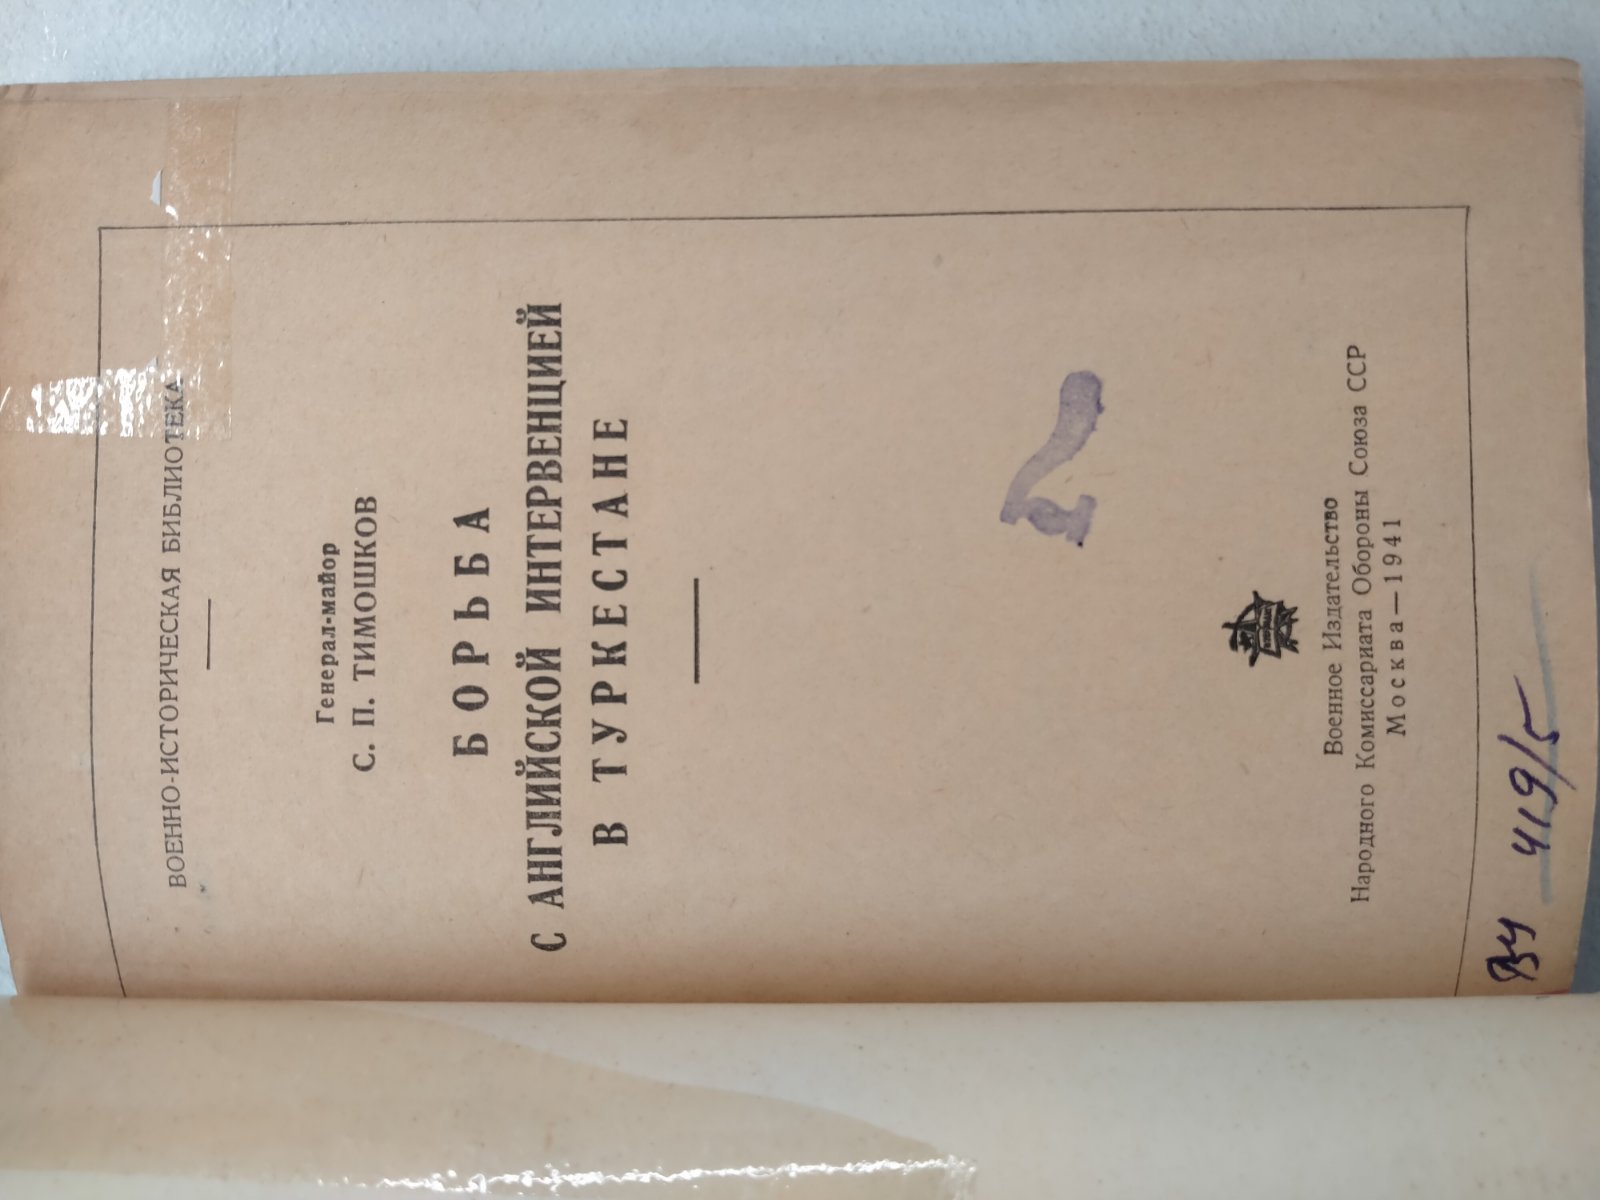 ВОЕННО-ИСТОРИЧЕСКАЯ БИБЛИОТЕКА
Генерал-майор
С. П. ТИМОШКОВ
БОРЬБА
С АНГЛИЙСКОЙ ИНТЕРВЕНЦИЕЙ
В ТУРКЕСТАНЕ
Военное Издательство
Народного Комиссариата Обороны Союза ССР
Москва — 1941
419/5